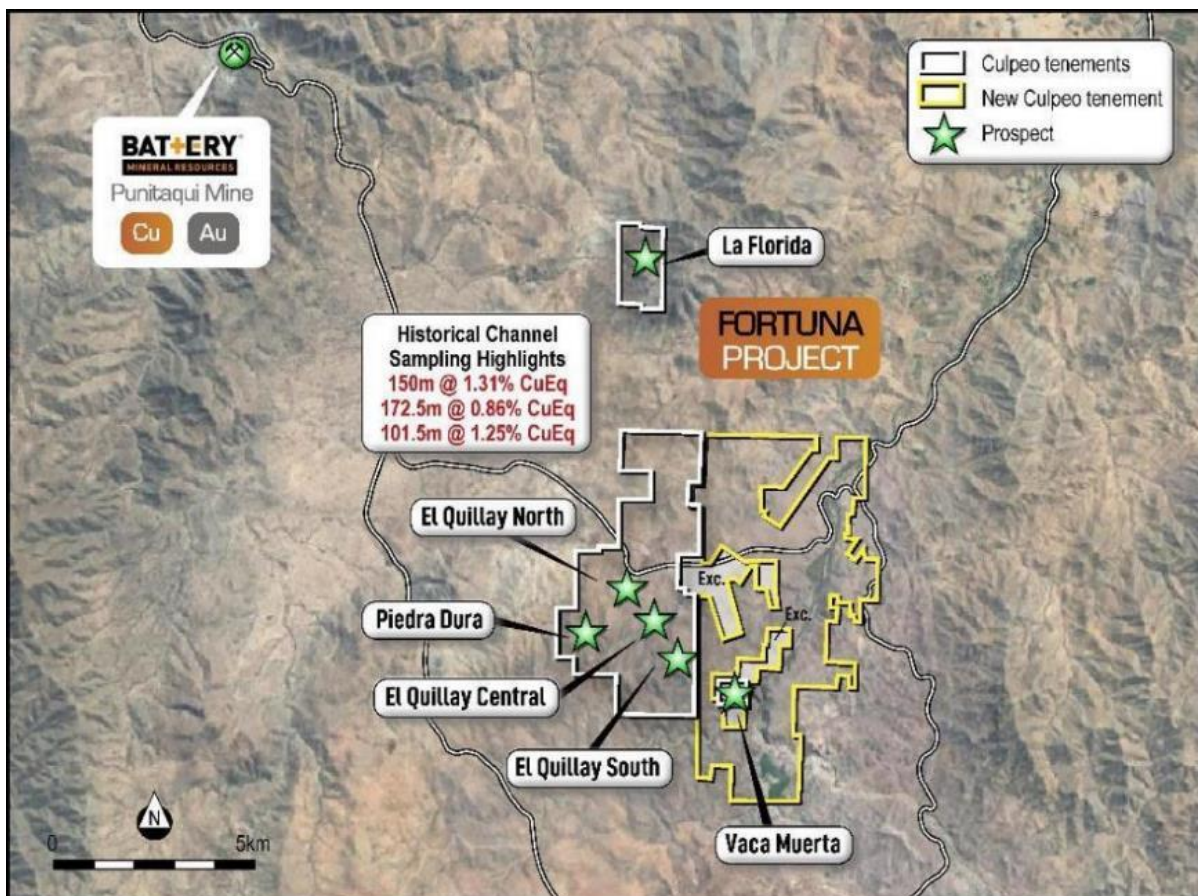 Culpeo tenements
New Culpeo tenement
Prospect
BATTERY
MINERAL RESOURCES
Punitaqui Mine
Cu Au
La Florida
FORTUNA
PROJECT
Historical Channel
Sampling Highlights
150m @ 1.31% CuEq
172.5m @ 0.86% CuEq
101.5m @ 1.25% CuEq
El Quillay North
Exc.
Exc.
Piedra Dura
El Quillay Central
El Quillay South
Vaca Muerta
N
0 5km